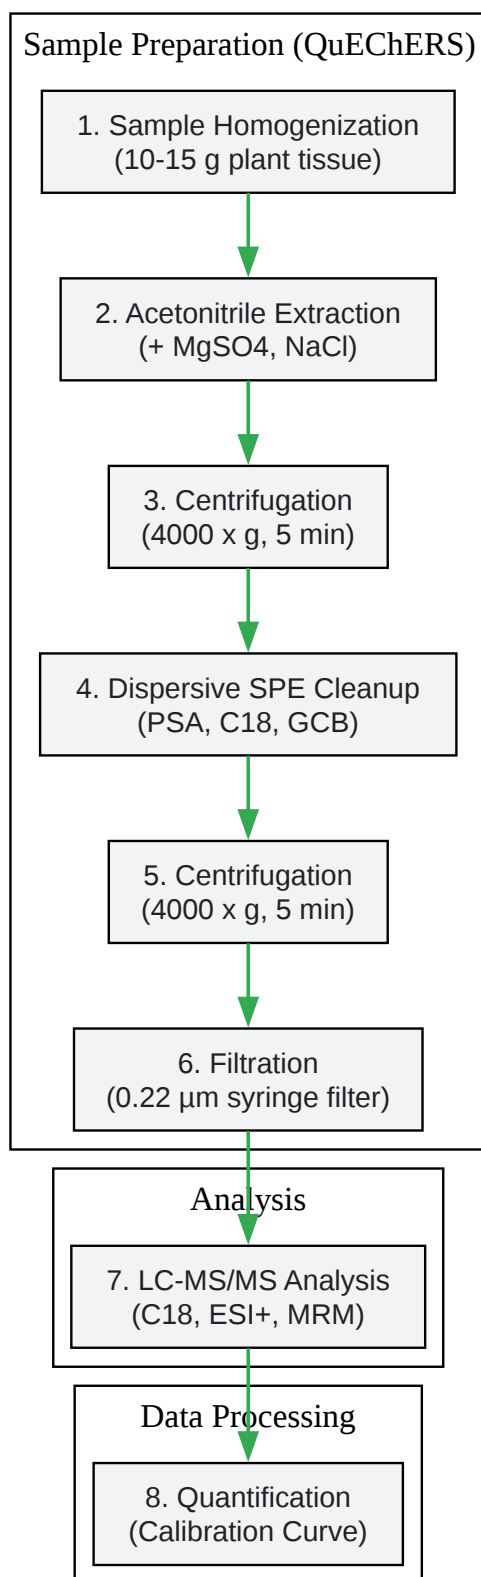 Sample Preparation (QuEChERS)
1. Sample Homogenization
(10-15 g plant tissue)
2. Acetonitrile Extraction
(+ MgSO4, NaCl)
3. Centrifugation
(4000 x g, 5 min)
4. Dispersive SPE Cleanup
(PSA, C18, GCB)
5. Centrifugation
(4000 x g, 5 min)
6. Filtration
(0.22 µm syringe filter)
Analysis
7. LC-MS/MS Analysis
(C18, ESI+, MRM)
Data Processing
8. Quantification
(Calibration Curve)